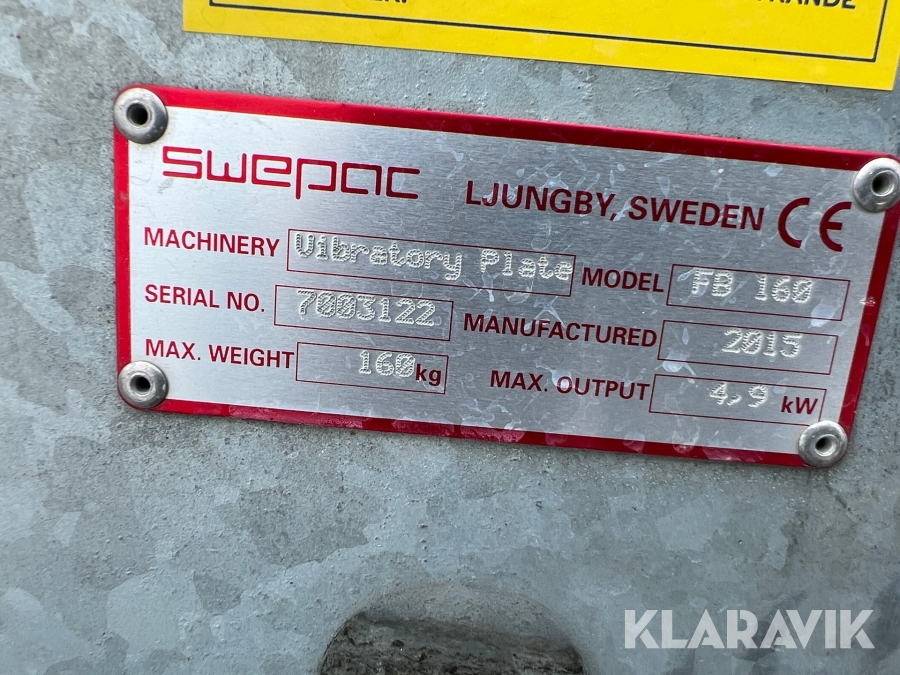 swepac LJUNGBY, SWEDEN CE
MACHINERY Vibratory Plate MODEL FB 160
SERIAL NO. 7003122 MANUFACTURED 2015
MAX. WEIGHT 160 kg MAX. OUTPUT 4,9 kW
KLARAVIK